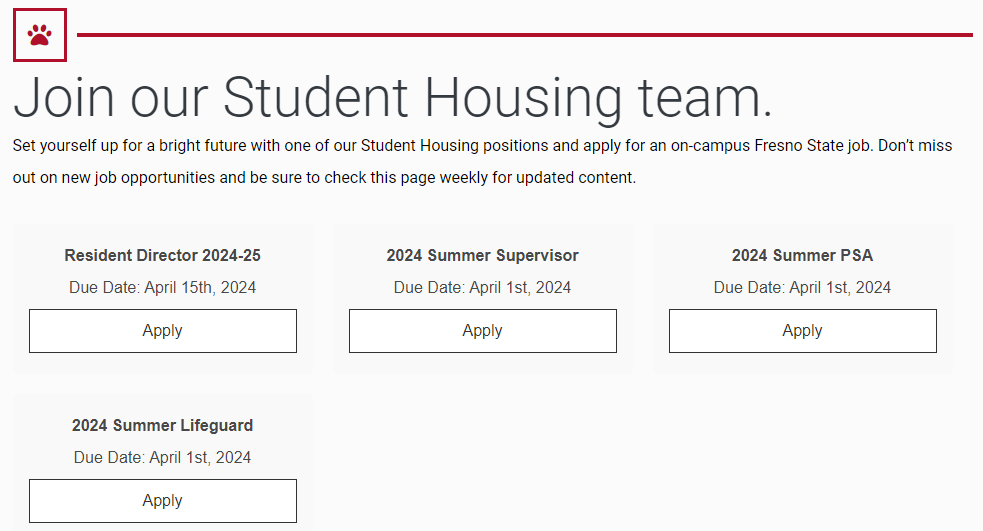 Join our Student Housing team.
Set yourself up for a bright future with one of our Student Housing positions and apply for an on-campus Fresno State job. Don’t miss
out on new job opportunities and be sure to check this page weekly for updated content.
Resident Director 2024-25
Due Date: April 15th, 2024
Apply
2024 Summer Supervisor
Due Date: April 1st, 2024
Apply
2024 Summer PSA
Due Date: April 1st, 2024
Apply
2024 Summer Lifeguard
Due Date: April 1st, 2024
Apply